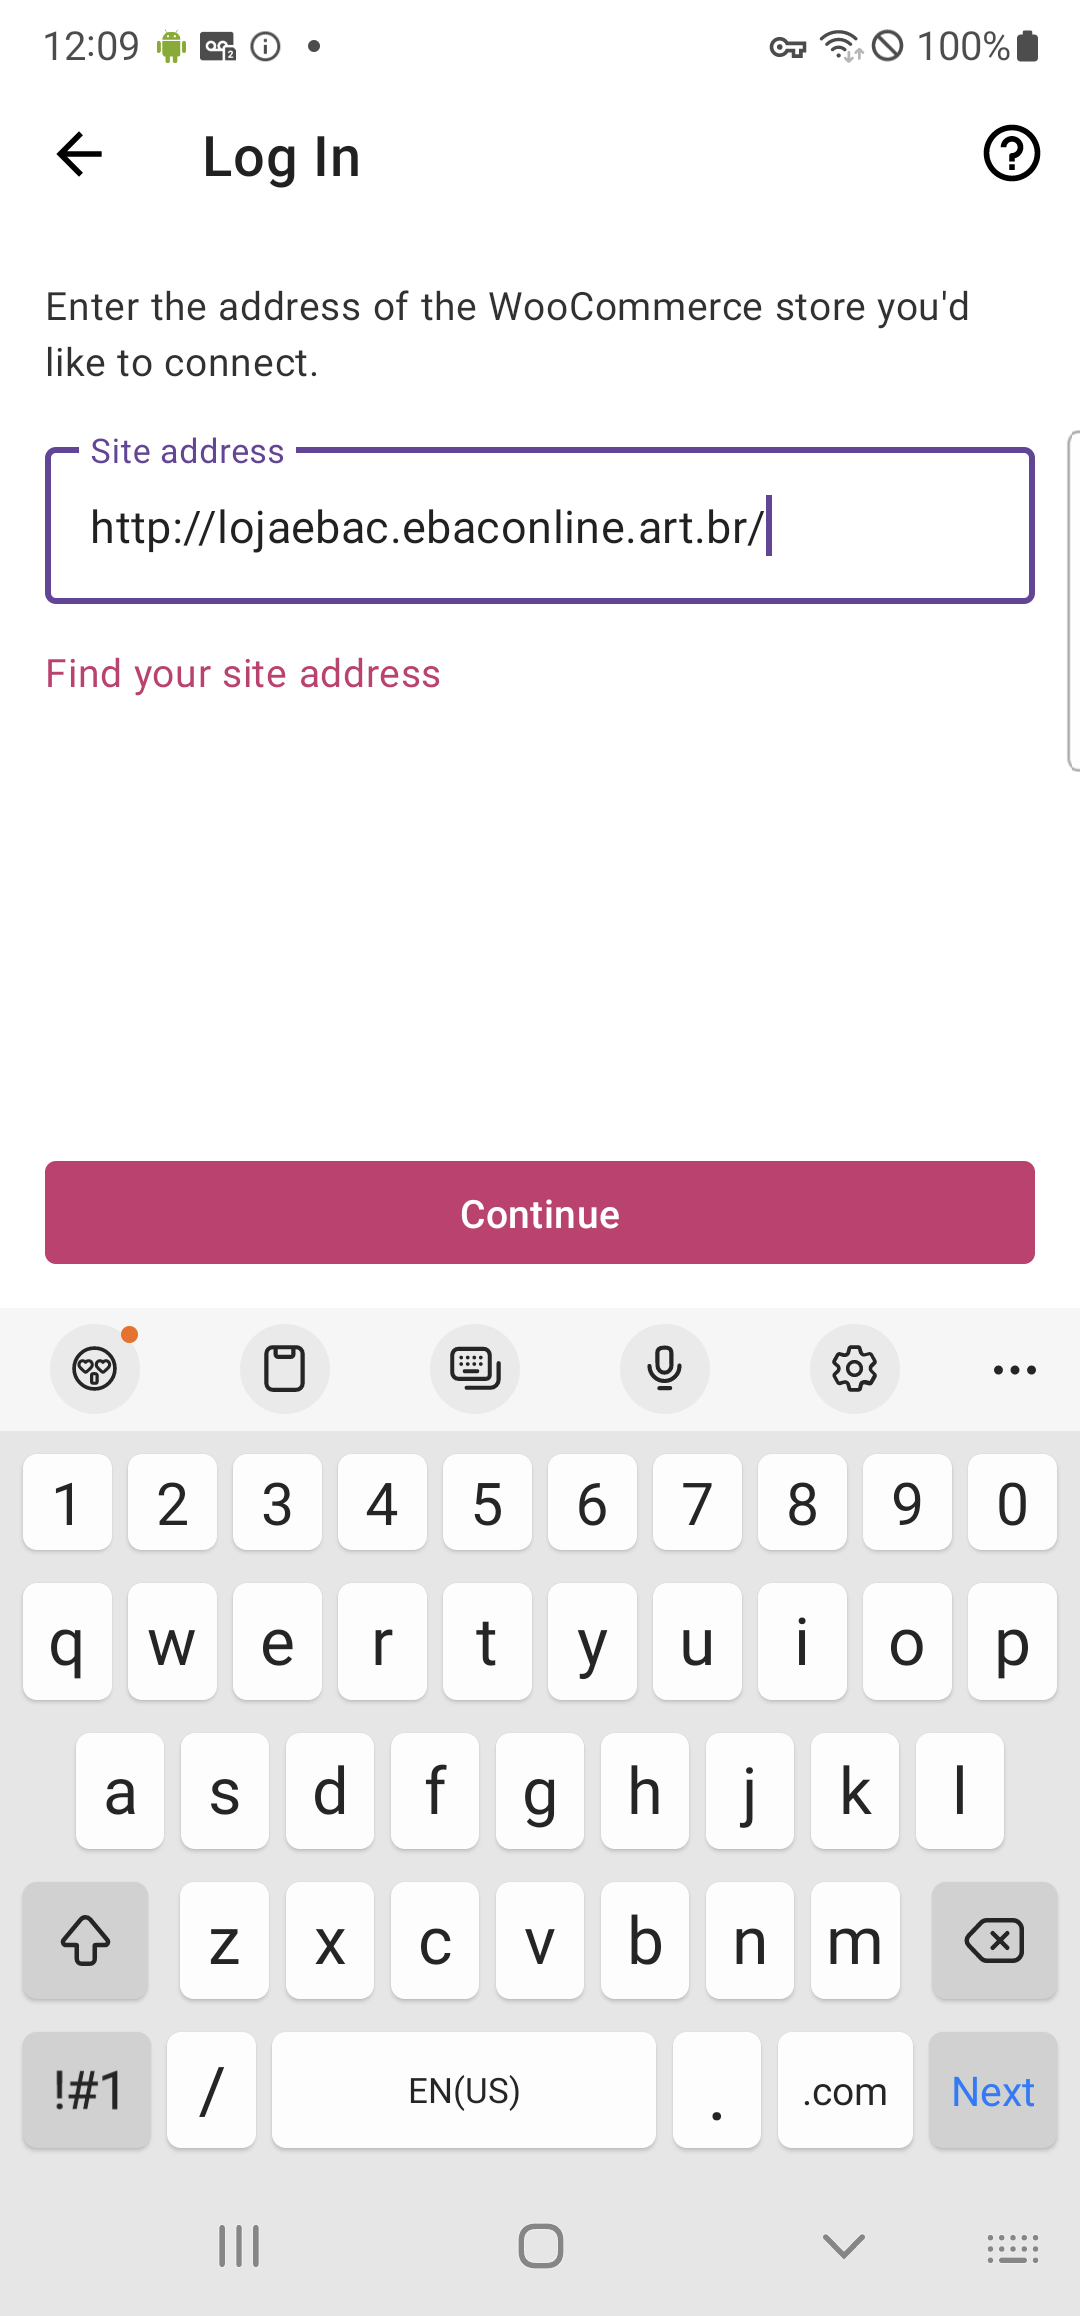 12:09
100%
Log In
Enter the address of the WooCommerce store you'd
like to connect.
Site address
http://lojaebac.ebaconline.art.br/
Find your site address
Continue
1 2 3 4 5 6 7 8 9 0
q w e r t y u i o p
a s d f g h j k l
z x c v b n m
!#1 / EN(US) . .com Next